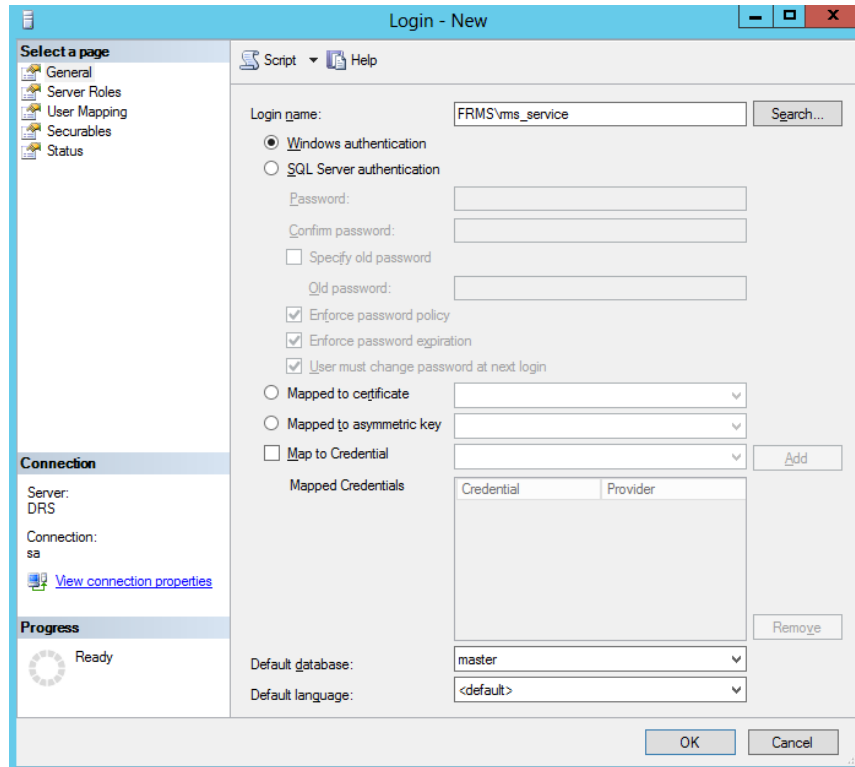 Login - New
Select a page
General
Server Roles
User Mapping
Securables
Status
Script
Help
Login name:
FRMS\rms_service
Search...
Windows authentication
SQL Server authentication
Password:
Confirm password:
Specify old password
Old password:
Enforce password policy
Enforce password expiration
User must change password at next login
Mapped to certificate
Mapped to asymmetric key
Map to Credential
Add
Mapped Credentials
Credential Provider
Remove
Default database:
master
Default language:
<default>
Connection
Server:
DRS
Connection:
sa
View connection properties
Progress
Ready
OK
Cancel